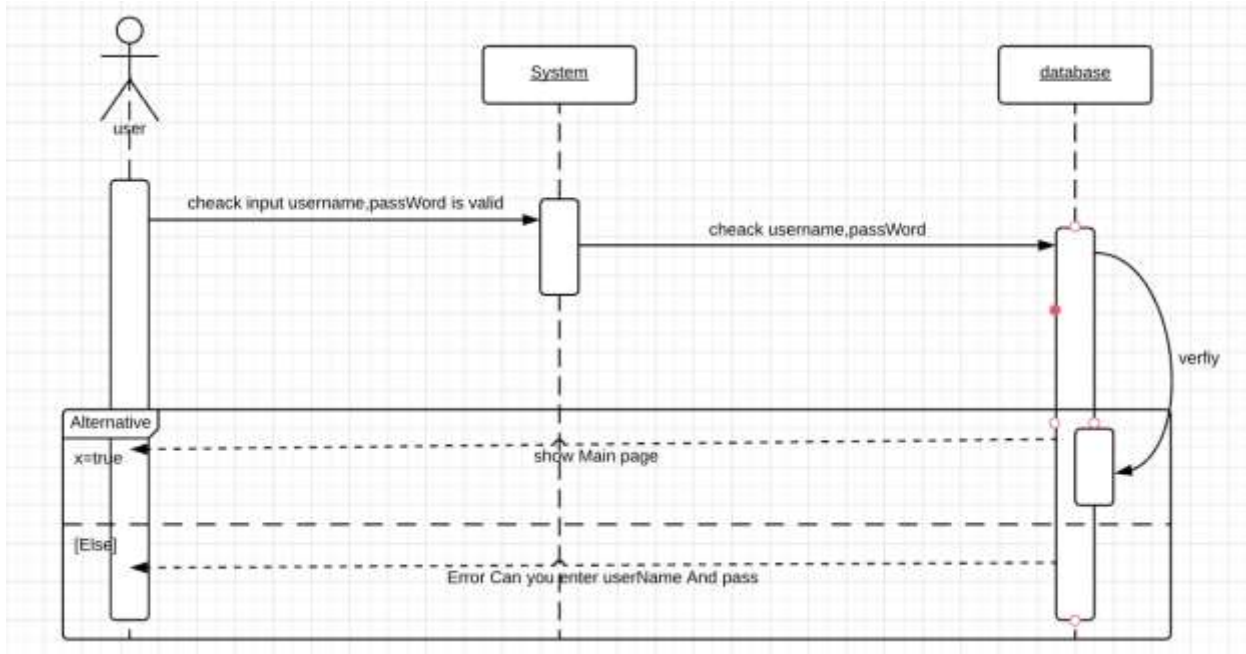 System
database
user
cheack input username,passWord is valid
cheack username,passWord
verfiy
Alternative
x=true
show Main page
[Else]
Error Can you enter userName And pass